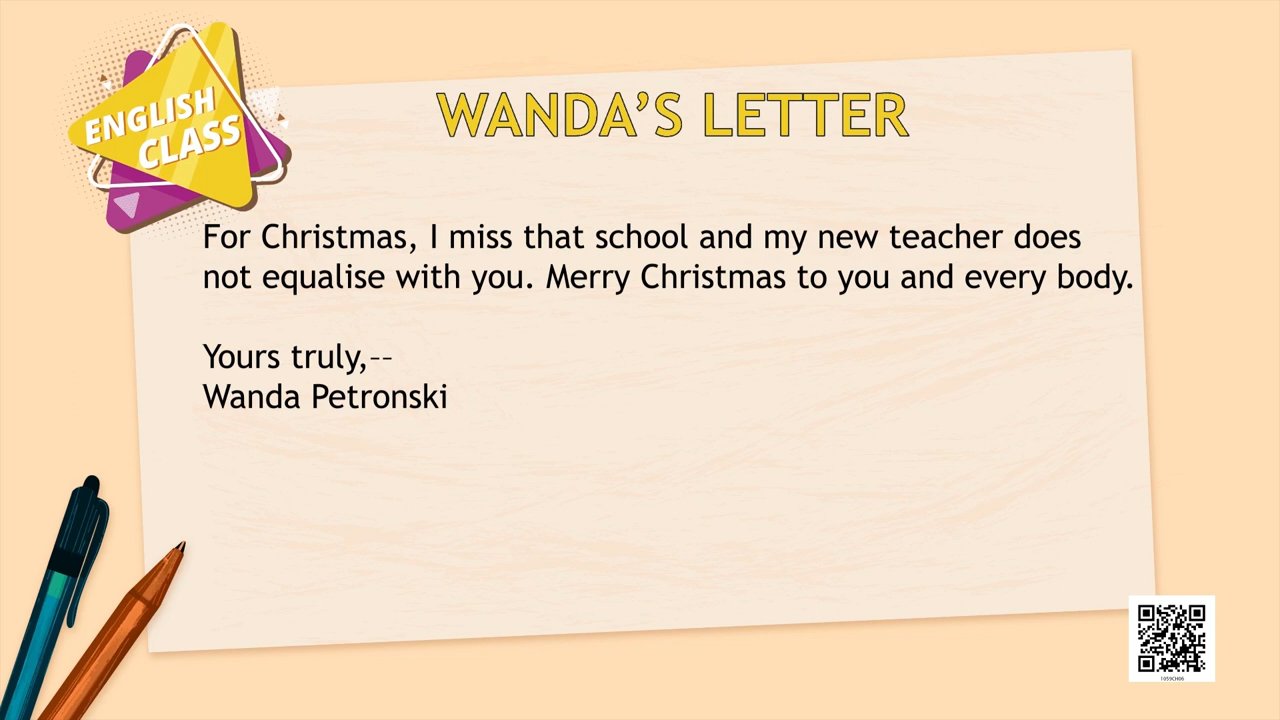 ENGLISH
CLASS
WANDA'S LETTER
For Christmas, I miss that school and my new teacher does
not equalise with you. Merry Christmas to you and every body.
Yours truly,--
Wanda Petronski
1059CH06